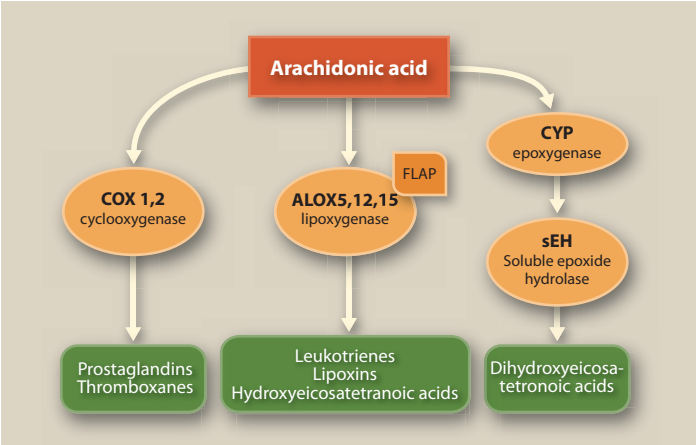 Arachidonic acid
CYP
epoxygenase
FLAP
COX 1,2
cyclooxygenase
ALOX5,12,15
lipoxygenase
sEH
Soluble epoxide
hydrolase
Prostaglandins
Thromboxanes
Leukotrienes
Lipoxins
Hydroxyeicosatetranoic acids
Dihydroxyeicosa-
tetronoic acids